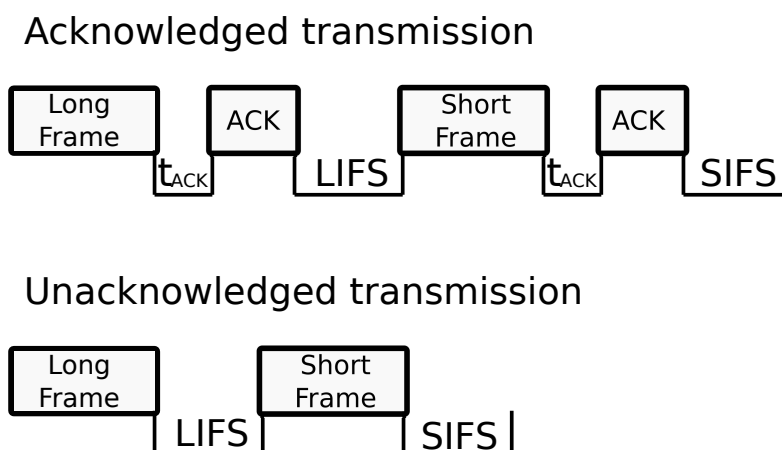 Acknowledged transmission
Long
Frame
ACK
Short
Frame
ACK
tACK
LIFS
tACK
SIFS
Unacknowledged transmission
Long
Frame
Short
Frame
LIFS
SIFS